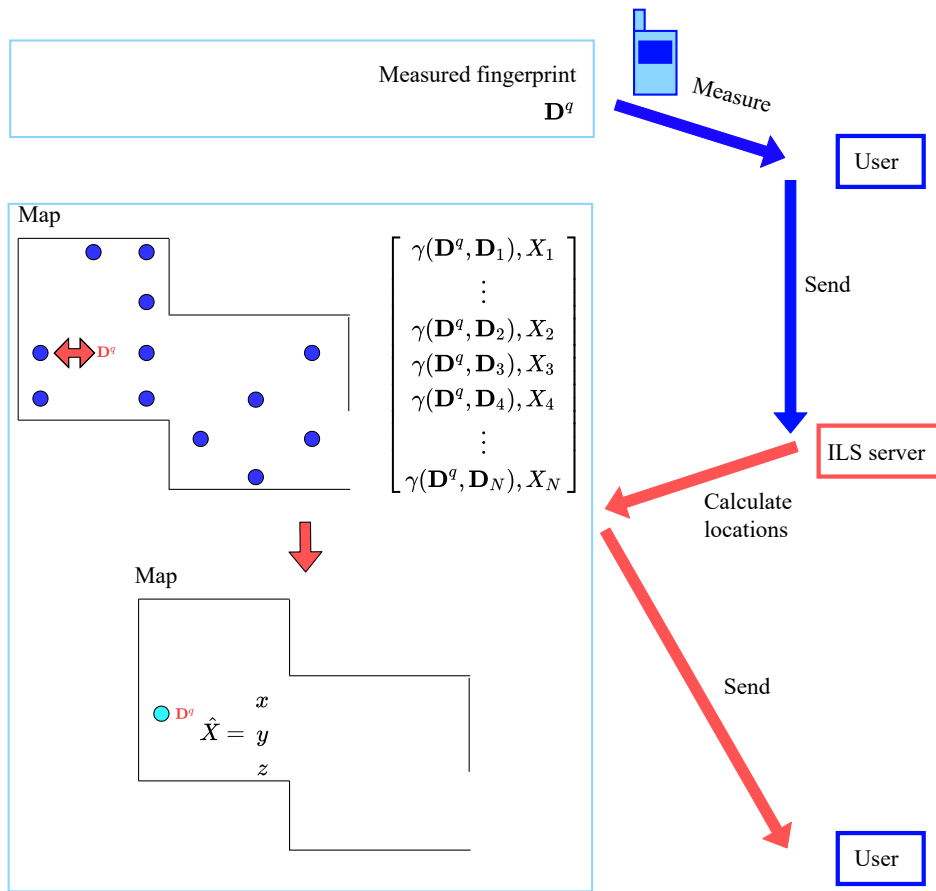 Measured fingerprint
𝐃^q
Measure
User
Map
γ(𝐃^q, 𝐃_1), X_1
⋮
γ(𝐃^q, 𝐃_2), X_2
γ(𝐃^q, 𝐃_3), X_3
γ(𝐃^q, 𝐃_4), X_4
⋮
γ(𝐃^q, 𝐃_N), X_N
𝐃^q
Send
ILS server
Calculate
locations
Map
𝐃^q
x
X̂ = y
z
Send
User